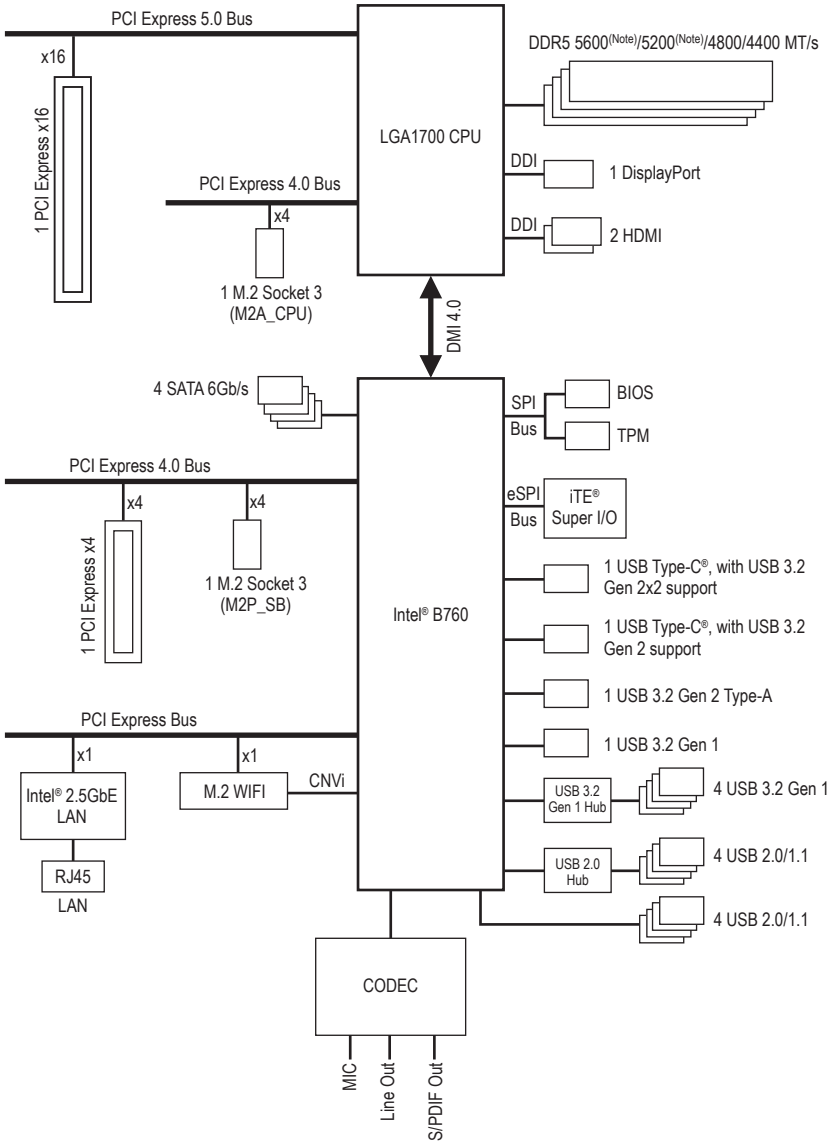 PCI Express 5.0 Bus
x16
1 PCI Express x16
DDR5 5600(Note)/5200(Note)/4800/4400 MT/s
LGA1700 CPU
DDI
1 DisplayPort
PCI Express 4.0 Bus
x4
DDI
2 HDMI
1 M.2 Socket 3
(M2A_CPU)
DMI 4.0
4 SATA 6Gb/s
SPI
Bus
BIOS
TPM
PCI Express 4.0 Bus
x4
x4
1 PCI Express x4
1 M.2 Socket 3
(M2P_SB)
eSPI
Bus
iTE®
Super I/O
Intel® B760
1 USB Type-C®, with USB 3.2
Gen 2x2 support
1 USB Type-C®, with USB 3.2
Gen 2 support
1 USB 3.2 Gen 2 Type-A
1 USB 3.2 Gen 1
PCI Express Bus
x1
x1
Intel® 2.5GbE
LAN
M.2 WIFI
CNVi
RJ45
LAN
USB 3.2
Gen 1 Hub
4 USB 3.2 Gen 1
USB 2.0
Hub
4 USB 2.0/1.1
4 USB 2.0/1.1
CODEC
MIC
Line Out
S/PDIF Out